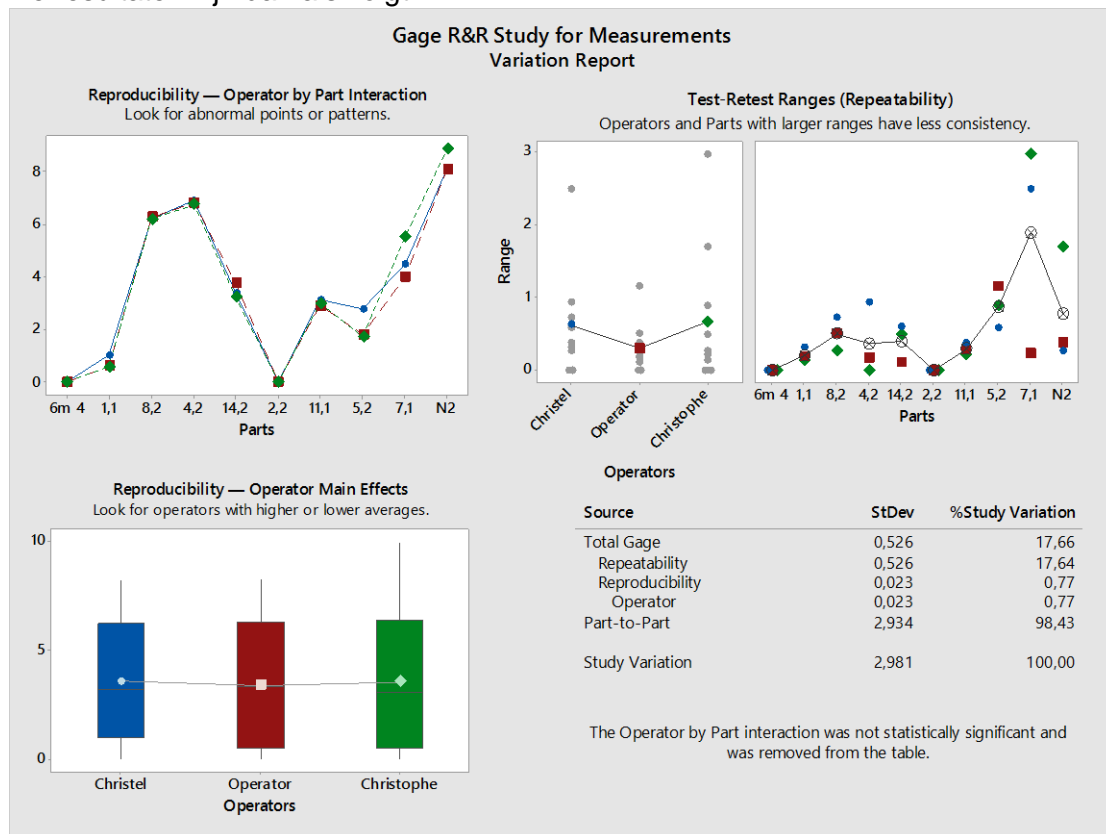 Gage R&R Study for Measurements
Variation Report
Reproducibility — Operator by Part Interaction
Look for abnormal points or patterns.
8
6
4
2
0
6m 4 1,1 8,2 4,2 14,2 2,2 11,1 5,2 7,1 N2
Parts
Test-Retest Ranges (Repeatability)
Operators and Parts with larger ranges have less consistency.
Range
3
2
1
0
Christel Operator Christophe
Operators
6m 4 1,1 8,2 4,2 14,2 2,2 11,1 5,2 7,1 N2
Parts
Reproducibility — Operator Main Effects
Look for operators with higher or lower averages.
10
5
0
Christel Operator Christophe
Operators
Source StDev %Study Variation
Total Gage 0,526 17,66
Repeatability 0,526 17,64
Reproducibility 0,023 0,77
Operator 0,023 0,77
Part-to-Part 2,934 98,43
Study Variation 2,981 100,00
The Operator by Part interaction was not statistically significant and
was removed from the table.